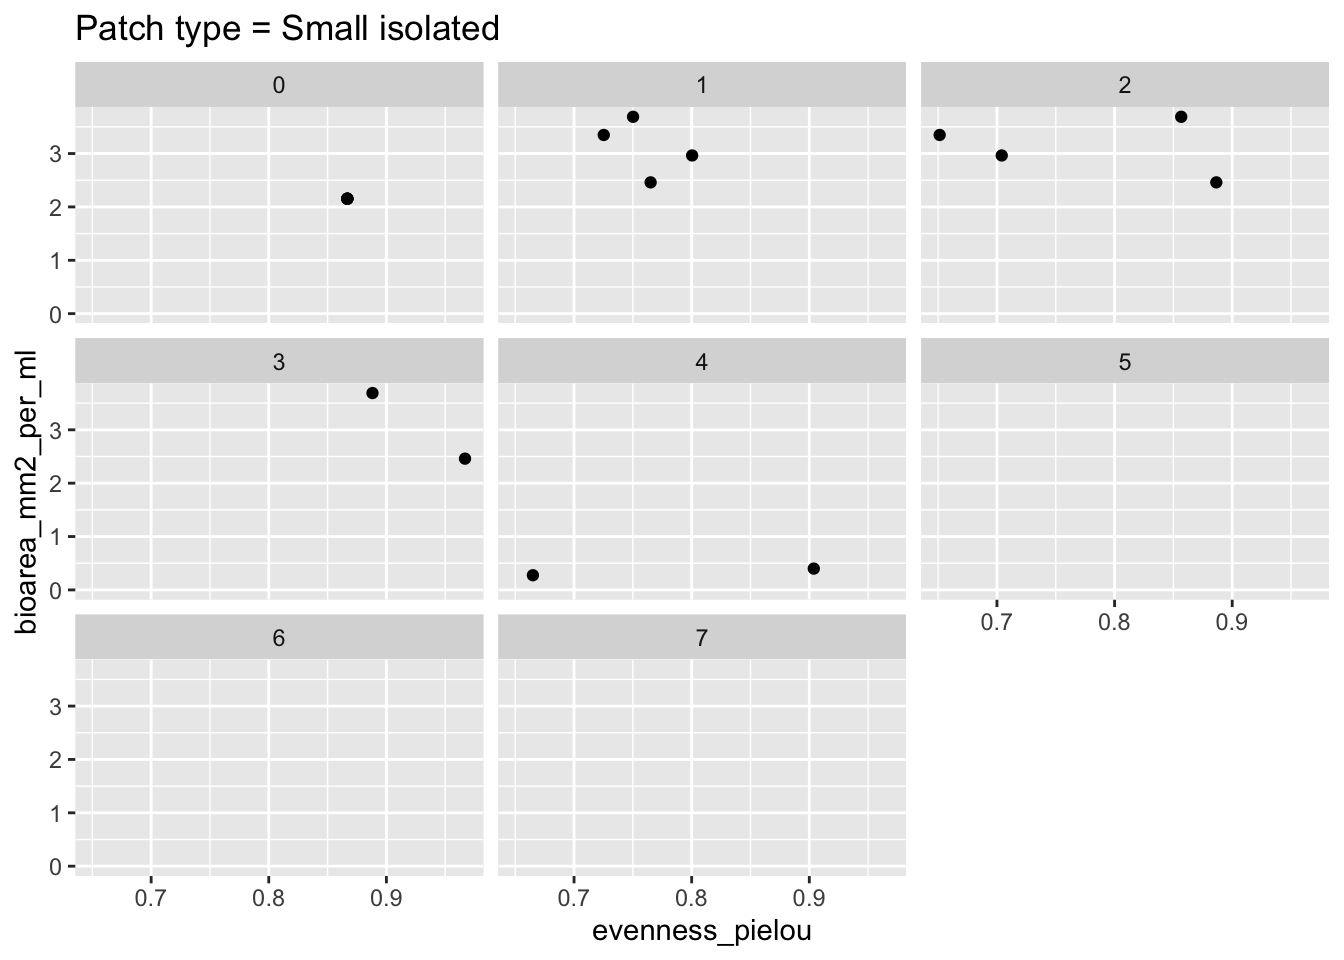 Patch type = Small isolated
0 1 2
3
2
1
0
bioarea_mm2_per_ml
3 4 5
3
2
1
0
0.7 0.8 0.9
6 7
3
2
1
0
0.7 0.8 0.9 0.7 0.8 0.9
evenness_pielou